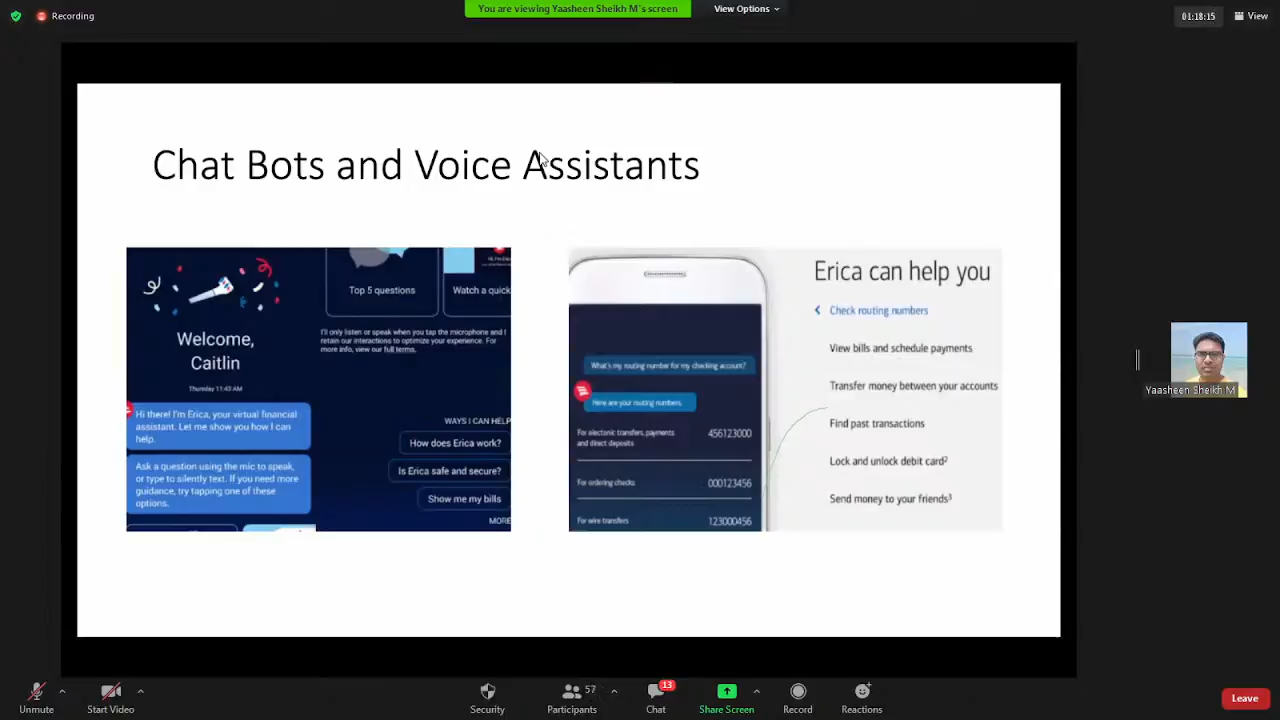 Recording
You are viewing Yaasheen Sheikh M's screen
View Options
01:18:15
View
Chat Bots and Voice Assistants
Welcome,
Caitlin
Thursday 11:43 AM
Hi there! I'm Erica, your virtual financial
assistant. Let me show you how I can
help.
Ask a question using the mic to speak,
or type to silently text. If you need more
guidance, try tapping one of these
options.
Top 5 questions
Watch a quick
I'll only listen or speak when you tap the microphone and I
retain our interactions to optimize your experience. For
more info, view our full terms.
WAYS I CAN HELP
How does Erica work?
Is Erica safe and secure?
Show me my bills
MORE
What's my routing number for my checking account?
Here are your routing numbers.
For electonic transfers, payments
and direct deposits
456123000
For ordering checks
000123456
For wire transfers
123000456
Erica can help you
Check routing numbers
View bills and schedule payments
Transfer money between your accounts
Find past transactions
Lock and unlock debit card²
Send money to your friends³
Yaasheen Sheikh M
Unmute
Start Video
Security
57
Participants
13
Chat
Share Screen
Record
Reactions
Leave